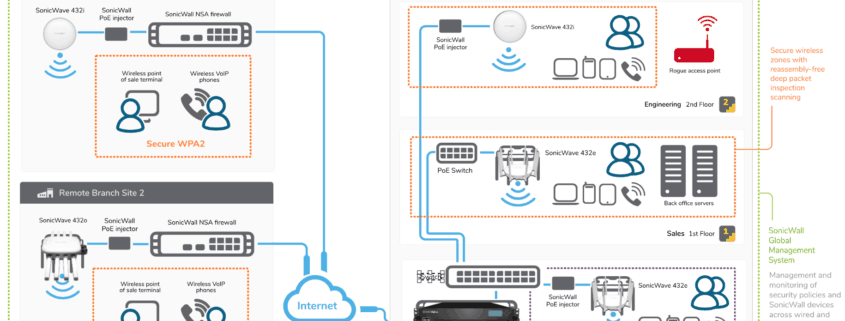 SonicWave 432i
SonicWall
PoE injector
SonicWall NSA firewall
Wireless point
of sale terminal
Wireless VoIP
phones
Secure WPA2
Remote Branch Site 2
SonicWave 432o
SonicWall
PoE injector
SonicWall NSA firewall
Wireless point
of sale terminal
Wireless VoIP
phones
Internet
SonicWall
PoE injector
SonicWave 432i
Rogue access point
Engineering 2nd Floor
2
PoE Switch
SonicWave 432e
Back office servers
Sales 1st Floor
1
SonicWall
PoE injector
SonicWave 432e
Secure wireless
zones with
reassembly-free
deep packet
inspection
scanning
SonicWall
Global
Management
System
Management and
monitoring of
security policies and
SonicWall devices
across wired and